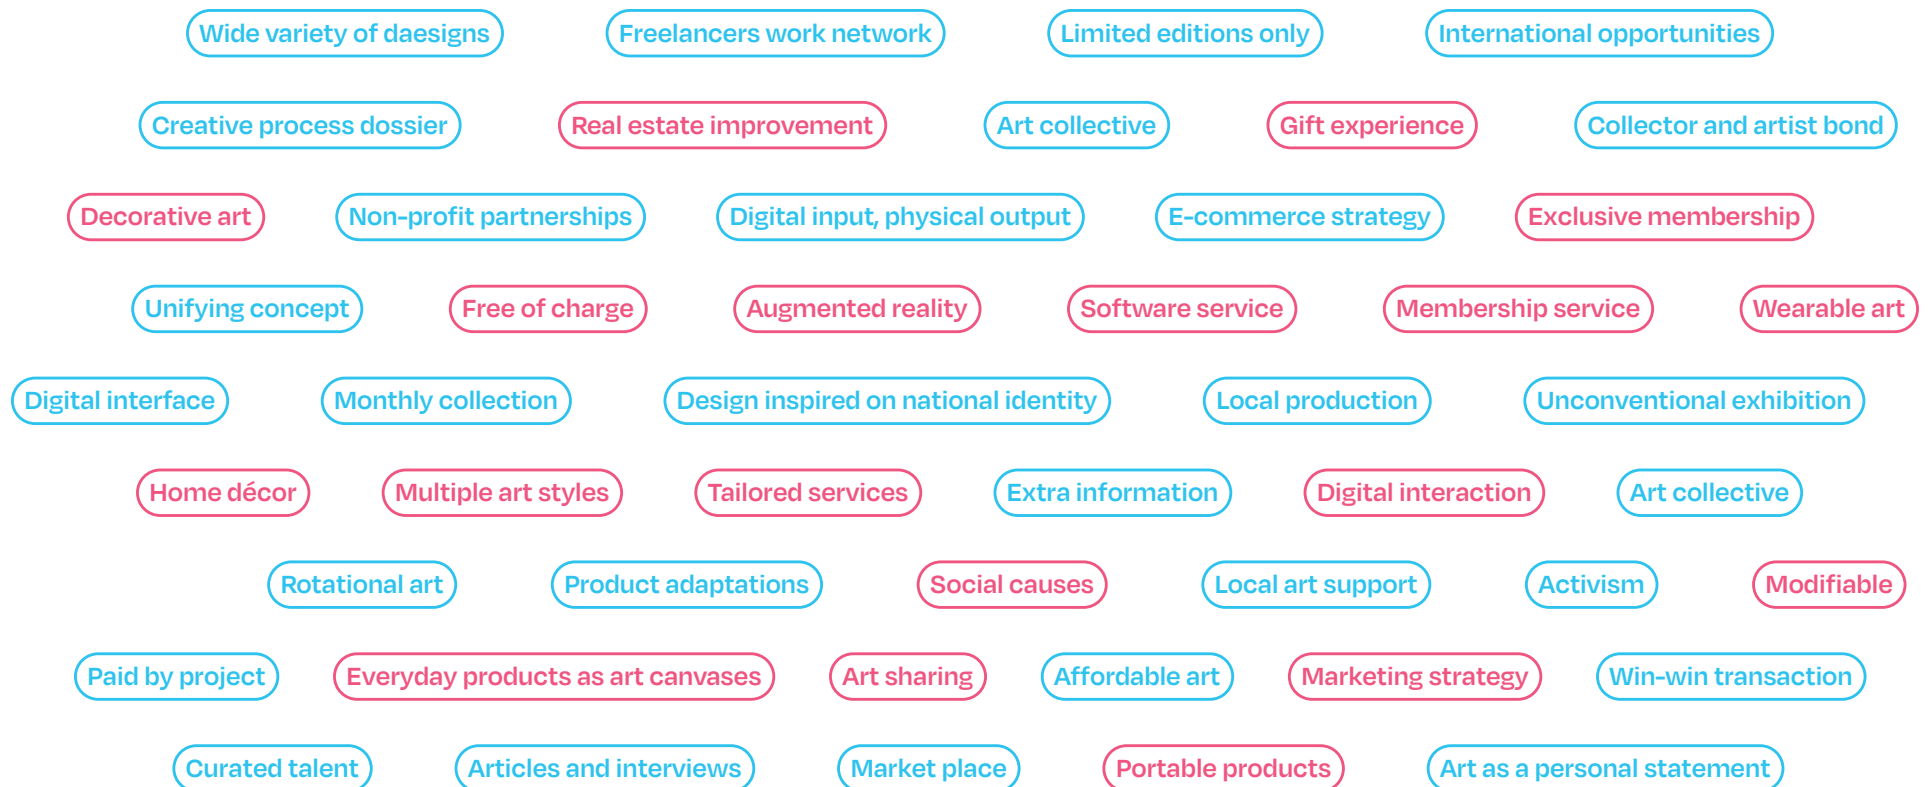 Wide variety of daesigns Freelancers work network Limited editions only International opportunities
Creative process dossier Real estate improvement Art collective Gift experience Collector and artist bond
Decorative art Non-profit partnerships Digital input, physical output E-commerce strategy Exclusive membership
Unifying concept Free of charge Augmented reality Software service Membership service Wearable art
Digital interface Monthly collection Design inspired on national identity Local production Unconventional exhibition
Home décor Multiple art styles Tailored services Extra information Digital interaction Art collective
Rotational art Product adaptations Social causes Local art support Activism Modifiable
Paid by project Everyday products as art canvases Art sharing Affordable art Marketing strategy Win-win transaction
Curated talent Articles and interviews Market place Portable products Art as a personal statement